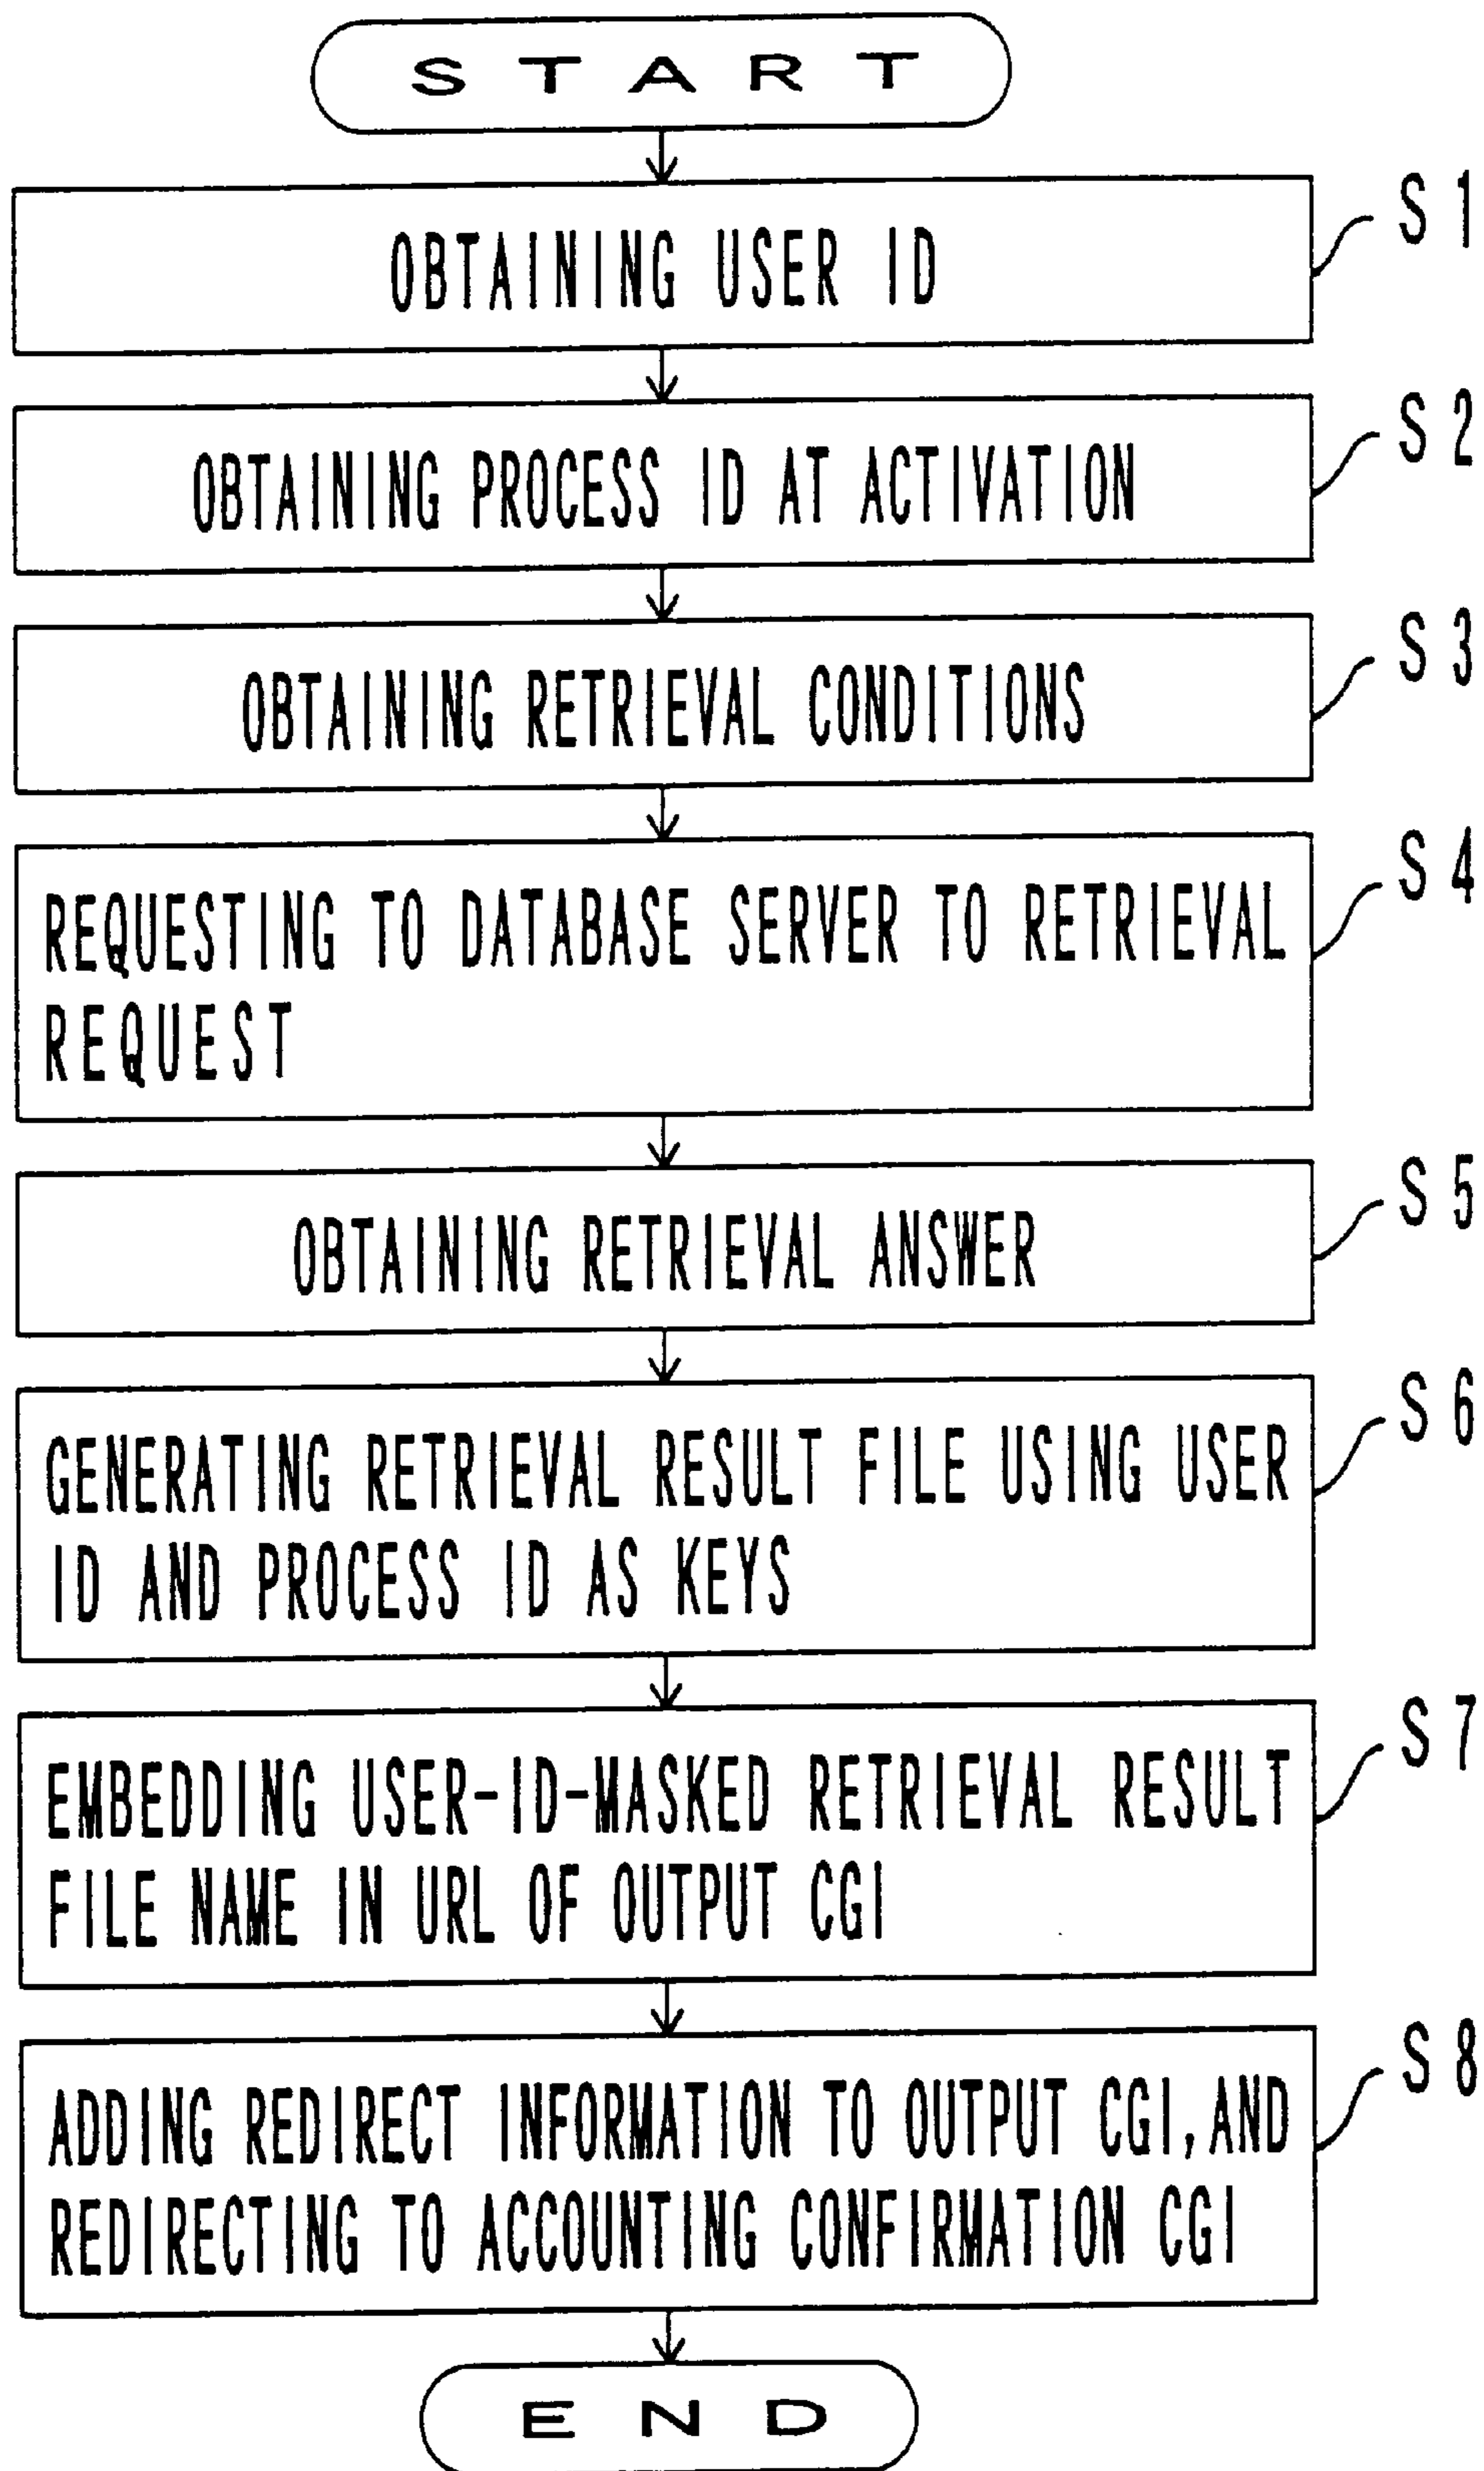 START
S1
OBTAINING USER ID
S2
OBTAINING PROCESS ID AT ACTIVATION
S3
OBTAINING RETRIEVAL CONDITIONS
S4
REQUESTING TO DATABASE SERVER TO RETRIEVAL
REQUEST
S5
OBTAINING RETRIEVAL ANSWER
S6
GENERATING RETRIEVAL RESULT FILE USING USER
ID AND PROCESS ID AS KEYS
S7
EMBEDDING USER-ID-MASKED RETRIEVAL RESULT
FILE NAME IN URL OF OUTPUT CGI
S8
ADDING REDIRECT INFORMATION TO OUTPUT CGI,AND
REDIRECTING TO ACCOUNTING CONFIRMATION CGI
END